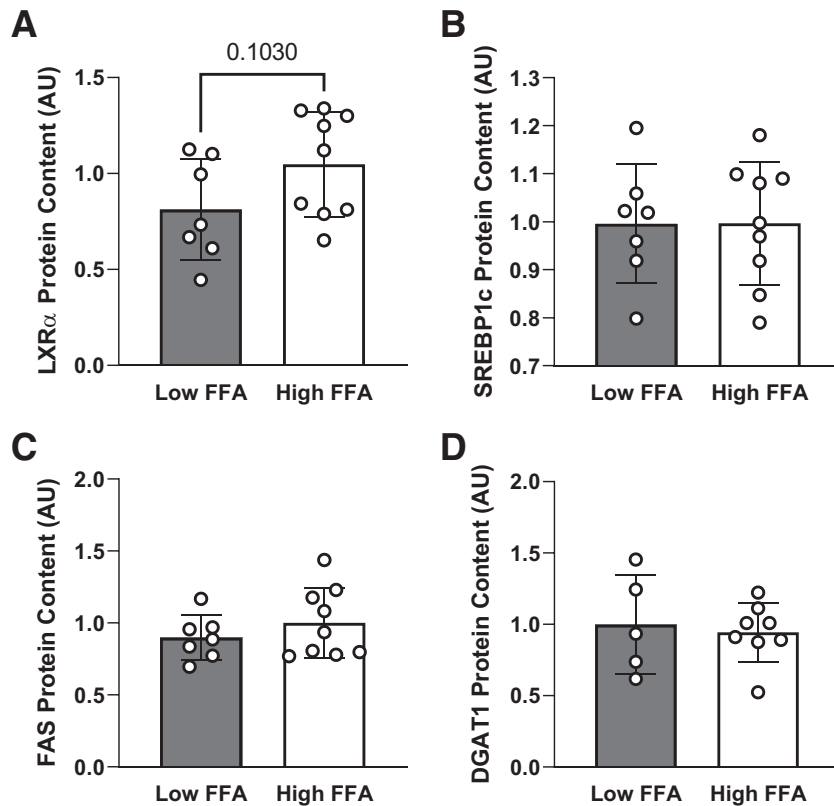 A
0.1030
LXRα Protein Content (AU)
1.5
1.0
0.5
0.0
Low FFA
High FFA
B
SREBP1c Protein Content (AU)
1.3
1.2
1.1
1.0
0.9
0.8
0.7
Low FFA
High FFA
C
FAS Protein Content (AU)
2.0
1.5
1.0
0.5
0.0
Low FFA
High FFA
D
DGAT1 Protein Content (AU)
2.0
1.5
1.0
0.5
0.0
Low FFA
High FFA